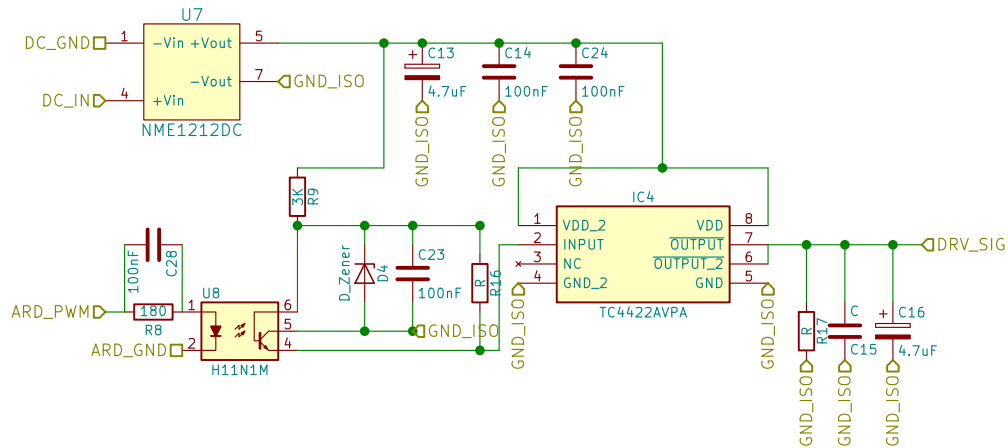 U7
DC_GND 1 -Vin +Vout 5
-Vout 7 GND_ISO
DC_IN 4 +Vin
NME1212DC
+ C13 4.7uF GND_ISO
C14 100nF GND_ISO
C24 100nF GND_ISO
3K R9
IC4
1 VDD_2 VDD 8
2 INPUT OUTPUT 7 DRV_SIG
3 NC OUTPUT_2 6
4 GND_2 GND 5
TC4422AVPA
GND_ISO
GND_ISO
100nF C28
D_Zener D4
C23
100nF
R R16
GND_ISO
ARD_PWM 180 R8
ARD_GND
U8
1 6
5
2 4
H11N1M
R R17 GND_ISO
C C15 GND_ISO
+ C16 4.7uF GND_ISO